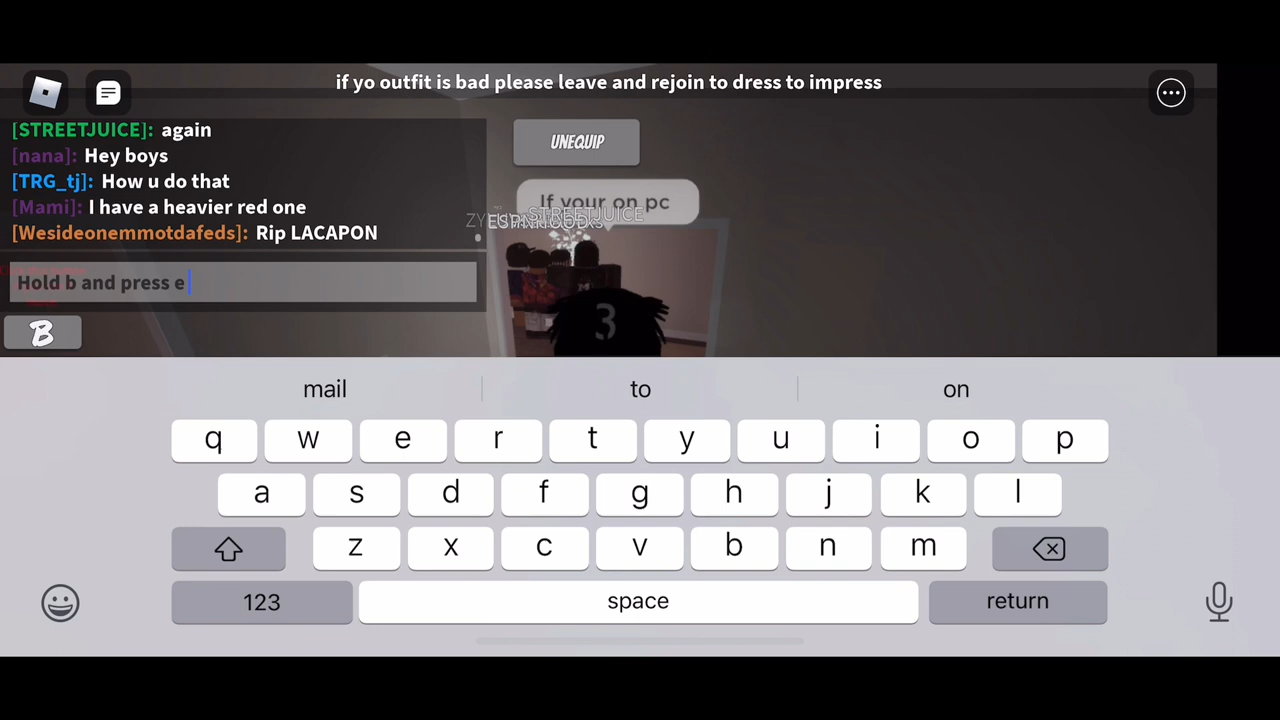 if yo outfit is bad please leave and rejoin to dress to impress
[STREETJUICE]: again
[nana]: Hey boys
[TRG_tj]: How u do that
[Mami]: I have a heavier red one
[Wesideonemmotdafeds]: Rip LACAPON
Hold b and press e
B
UNEQUIP
If your on pc
STREETJUICE
3
mail to on
q w e r t y u i o p
a s d f g h j k l
z x c v b n m
123 space return